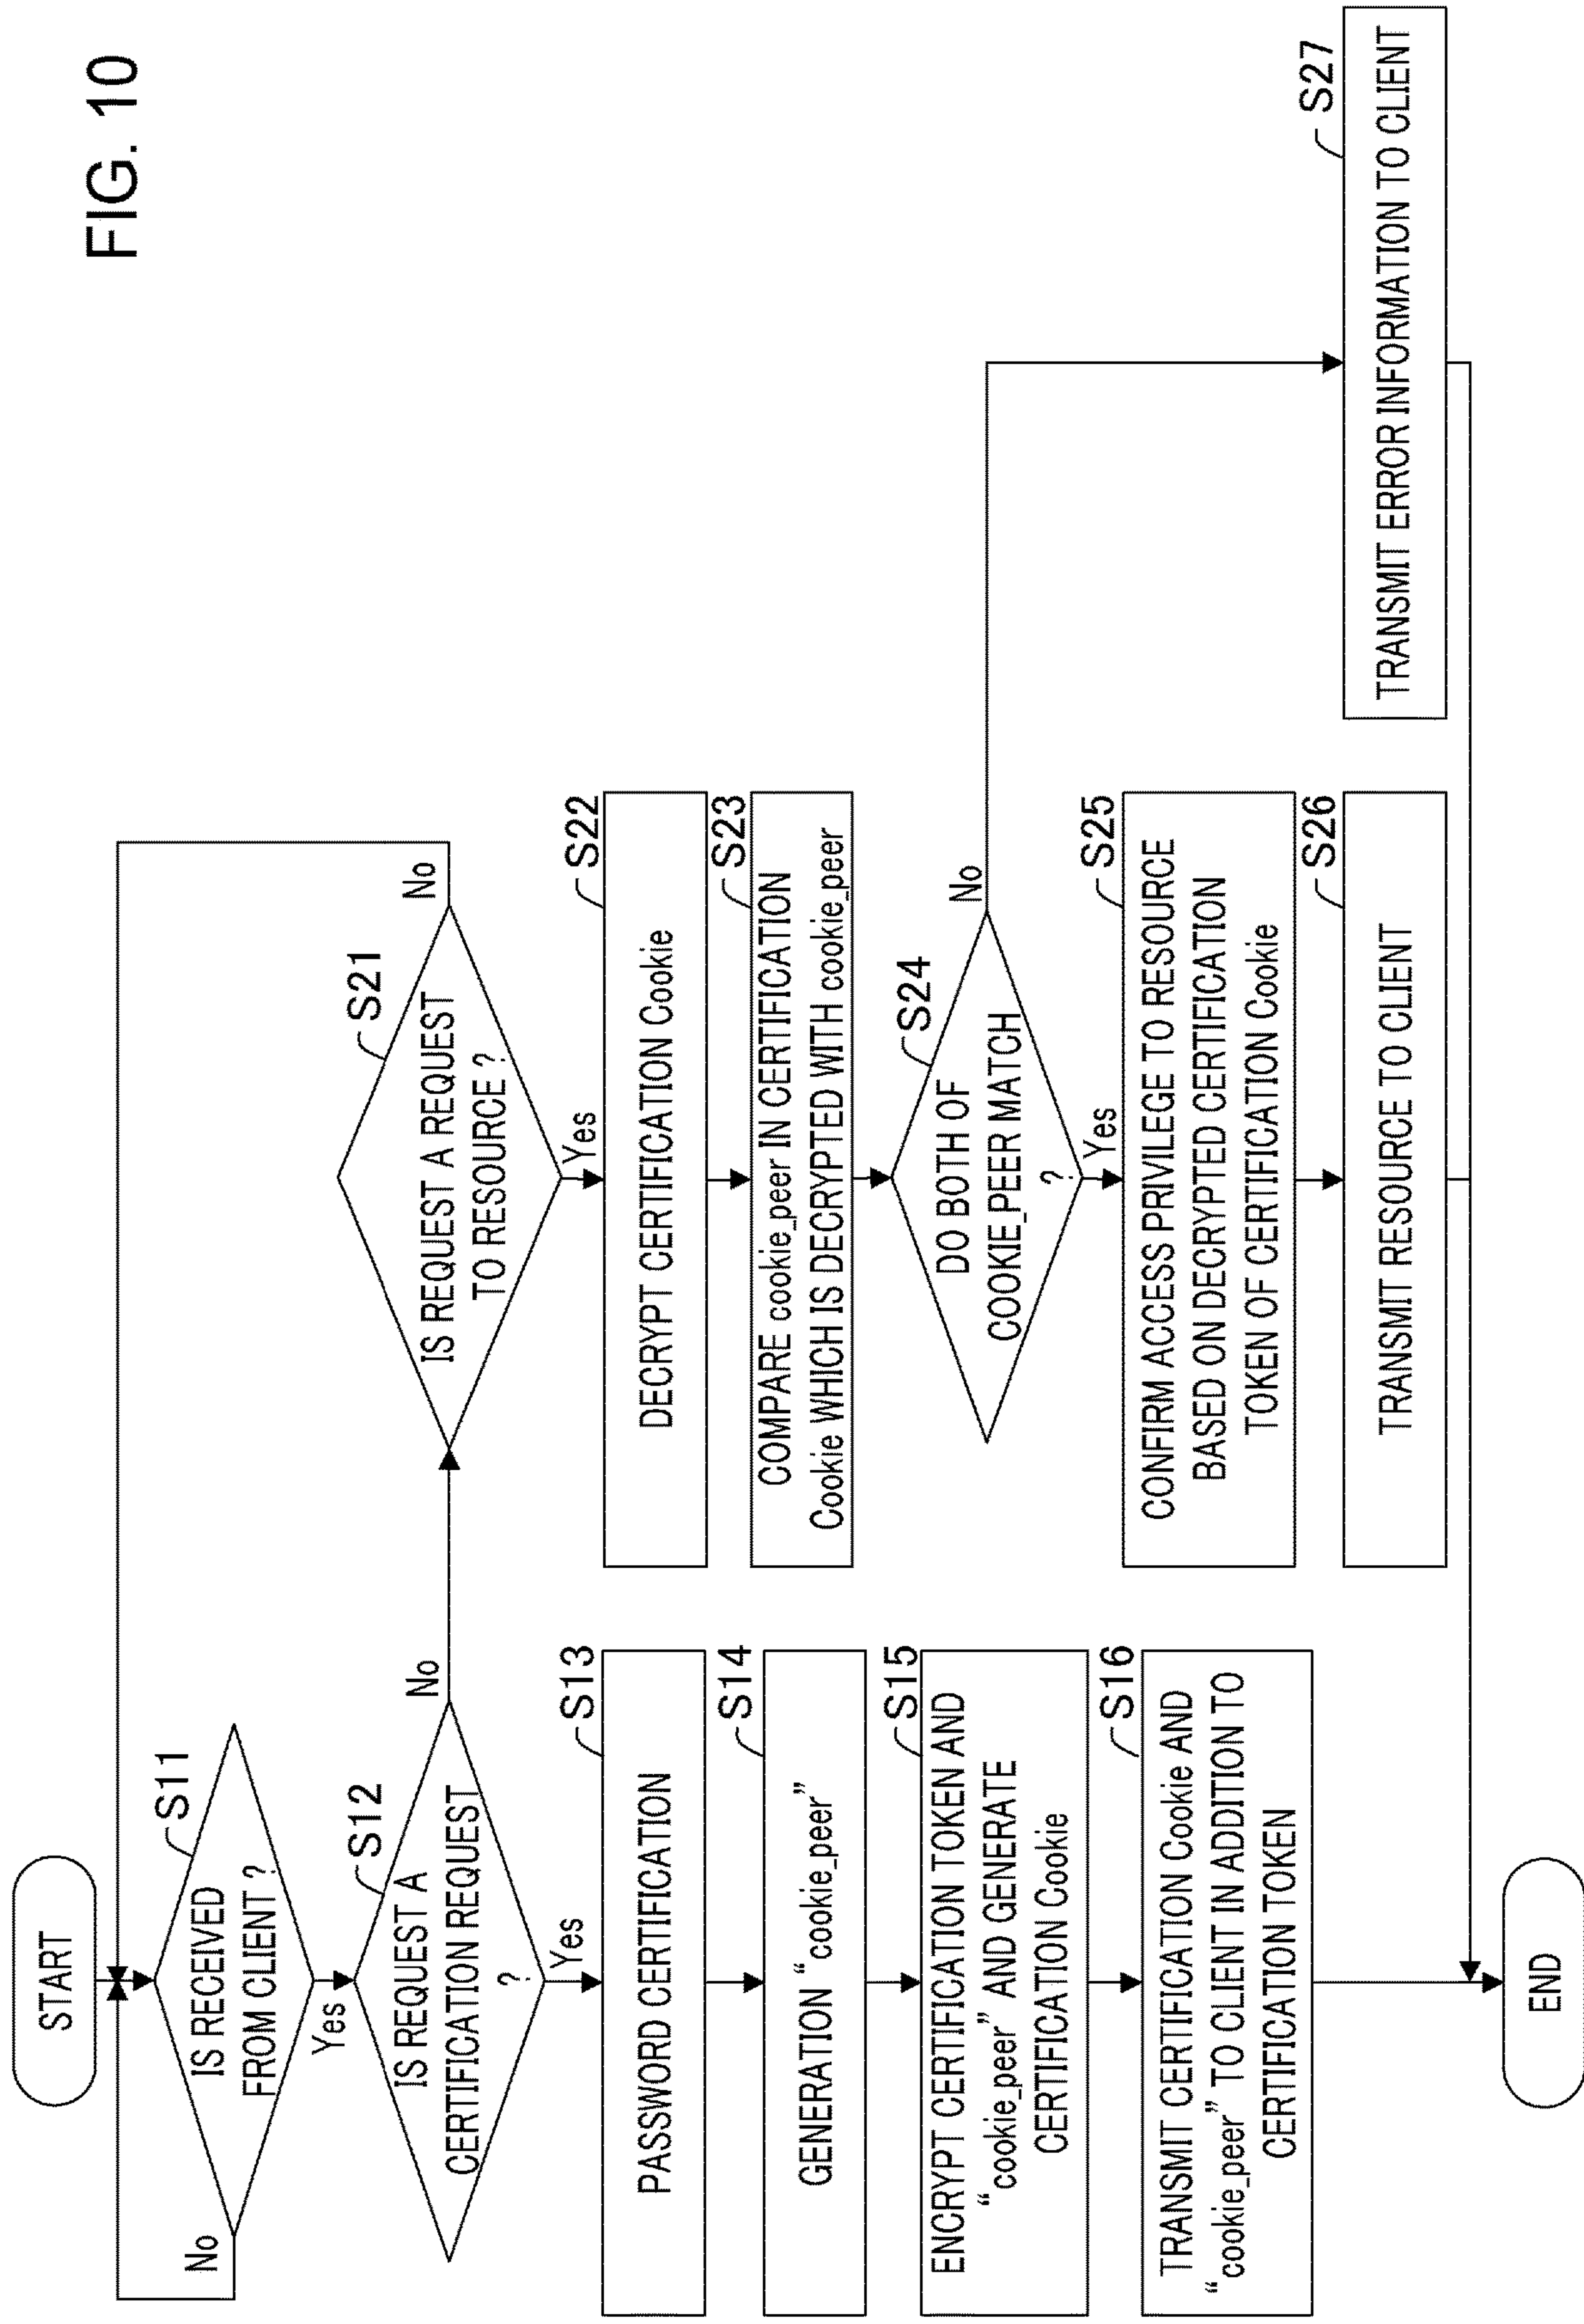 FIG. 10
START
S11
IS RECEIVED
FROM CLIENT ?
No
Yes
S12
IS REQUEST A
CERTIFICATION REQUEST
?
No
Yes
S13
PASSWORD CERTIFICATION
S14
GENERATION “cookie_peer”
S15
ENCRYPT CERTIFICATION TOKEN AND
“cookie_peer” AND GENERATE
CERTIFICATION Cookie
S16
TRANSMIT CERTIFICATION Cookie AND
“cookie_peer” TO CLIENT IN ADDITION TO
CERTIFICATION TOKEN
S21
IS REQUEST A REQUEST
TO RESOURCE ?
No
Yes
S22
DECRYPT CERTIFICATION Cookie
S23
COMPARE cookie_peer IN CERTIFICATION
Cookie WHICH IS DECRYPTED WITH cookie_peer
S24
DO BOTH OF
COOKIE_PEER MATCH
?
No
Yes
S25
CONFIRM ACCESS PRIVILEGE TO RESOURCE
BASED ON DECRYPTED CERTIFICATION
TOKEN OF CERTIFICATION Cookie
S26
TRANSMIT RESOURCE TO CLIENT
S27
TRANSMIT ERROR INFORMATION TO CLIENT
END